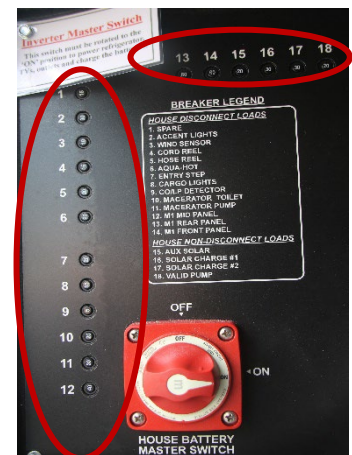 Inverter Master Switch
This switch must be rotated to the
"ON" position to power refrigerator,
and charge the
13 14 15 16 17 18
1
2
3
4
5
6
7
8
9
10
11
12
BREAKER LEGEND
HOUSE DISCONNECT LOADS
1. SPARE
2. ACCENT LIGHTS
3. WIND SENSOR
4. CORD REEL
5. HOSE REEL
6. AQUA-HOT
7. ENTRY STEP
8. CARGO LIGHTS
9. CO/LP DETECTOR
10. MACERATOR TOILET
11. MACERATOR PUMP
12. M1 MID PANEL
13. M1 REAR PANEL
14. M1 FRONT PANEL
HOUSE NON-DISCONNECT LOADS
15. AUX SOLAR
16. SOLAR CHARGE #1
17. SOLAR CHARGE #2
18. VALID PUMP
OFF
OFF
ON
HOUSE BATTERY
MASTER SWITCH